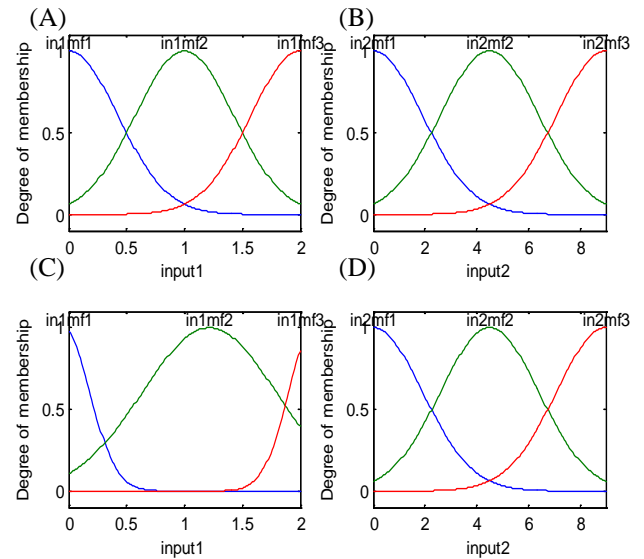 (A)
in1mf1 in1mf2 in1mf3
1
0.5
0
Degree of membership
0 0.5 1 1.5 2
input1
(B)
in2mf1 in2mf2 in2mf3
1
0.5
0
Degree of membership
0 2 4 6 8
input2
(C)
in1mf1 in1mf2 in1mf3
1
0.5
0
Degree of membership
0 0.5 1 1.5 2
input1
(D)
in2mf1 in2mf2 in2mf3
1
0.5
0
Degree of membership
0 2 4 6 8
input2